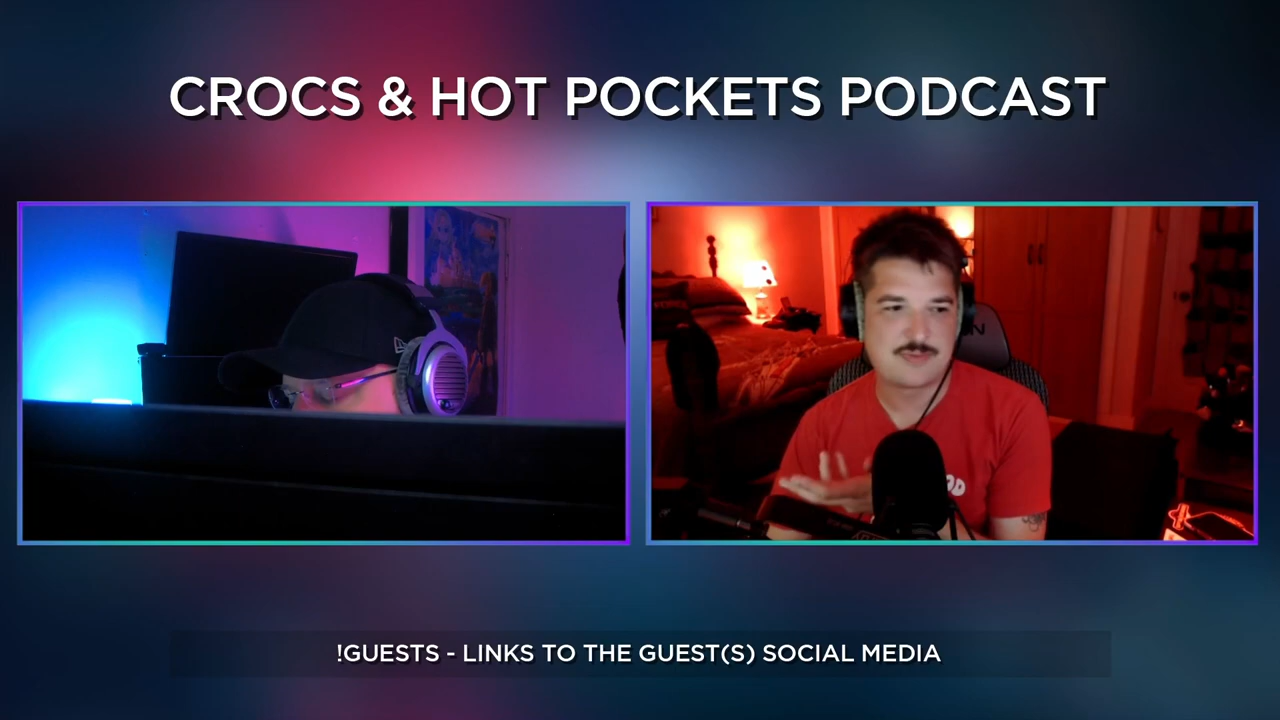 CROCS & HOT POCKETS PODCAST
!GUESTS - LINKS TO THE GUEST(S) SOCIAL MEDIA